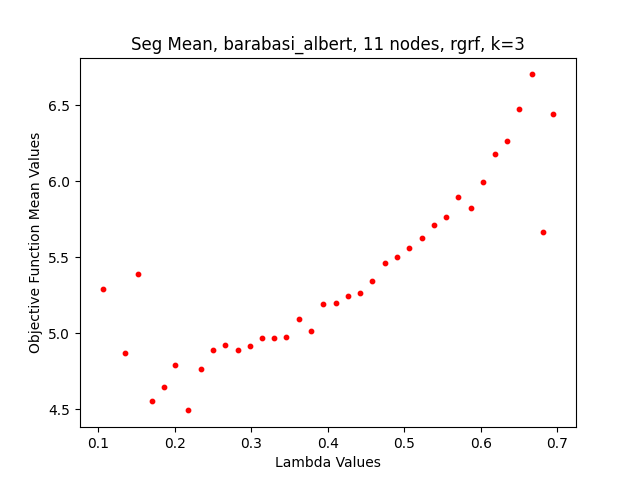 Seg Mean, barabasi_albert, 11 nodes, rgrf, k=3
Objective Function Mean Values
6.5
6.0
5.5
5.0
4.5
0.1 0.2 0.3 0.4 0.5 0.6 0.7
Lambda Values